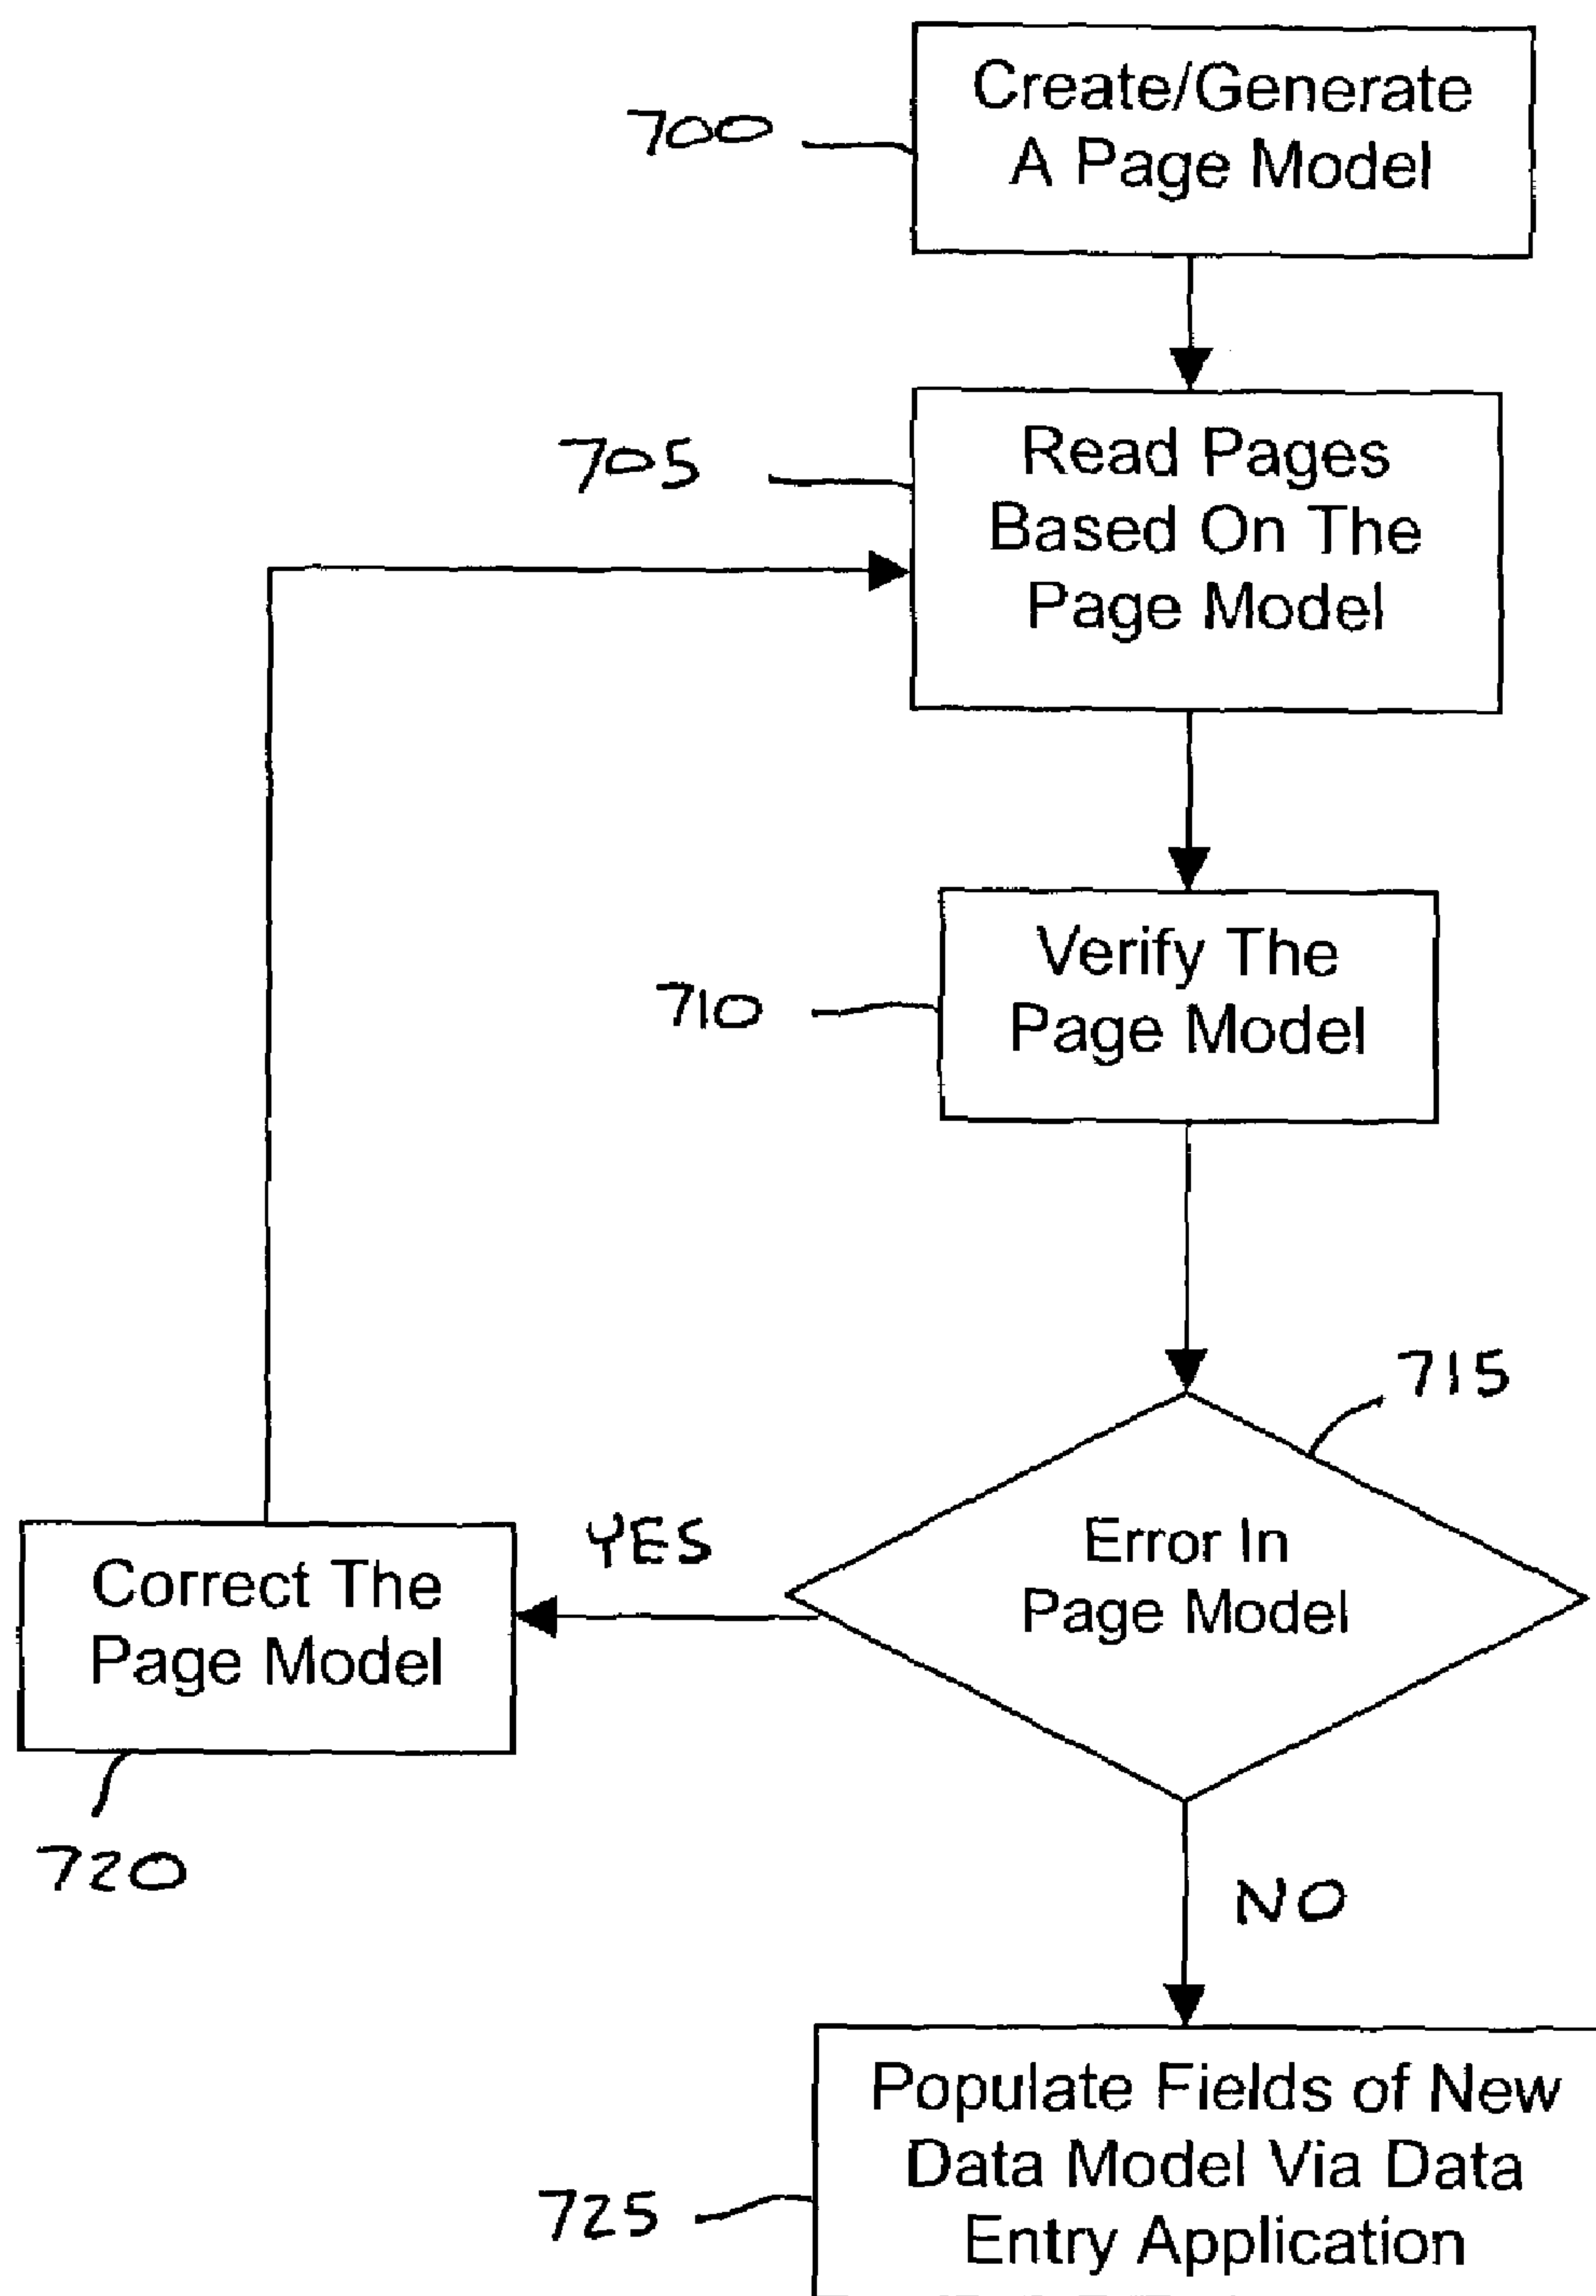 Create/Generate
A Page Model
700
Read Pages
Based On The
Page Model
705
Verify The
Page Model
710
715
Error In
Page Model
YES
Correct The
Page Model
720
NO
Populate Fields of New
Data Model Via Data
Entry Application
725